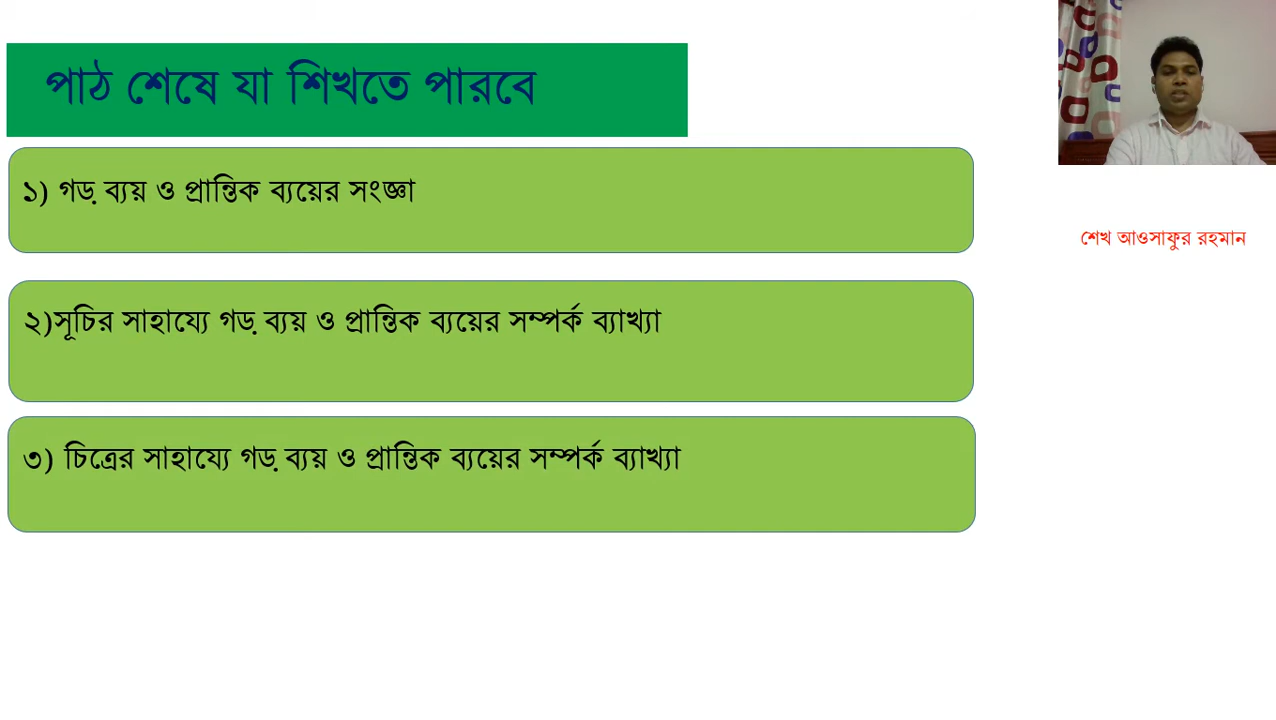 পাঠ শেষে যা শিখতে পারবে
১) গড় ব্যয় ও প্রান্তিক ব্যয়ের সংজ্ঞা
২)সূচির সাহায্যে গড় ব্যয় ও প্রান্তিক ব্যয়ের সম্পর্ক ব্যাখ্যা
৩) চিত্রের সাহায্যে গড় ব্যয় ও প্রান্তিক ব্যয়ের সম্পর্ক ব্যাখ্যা
শেখ আওসাফুর রহমান